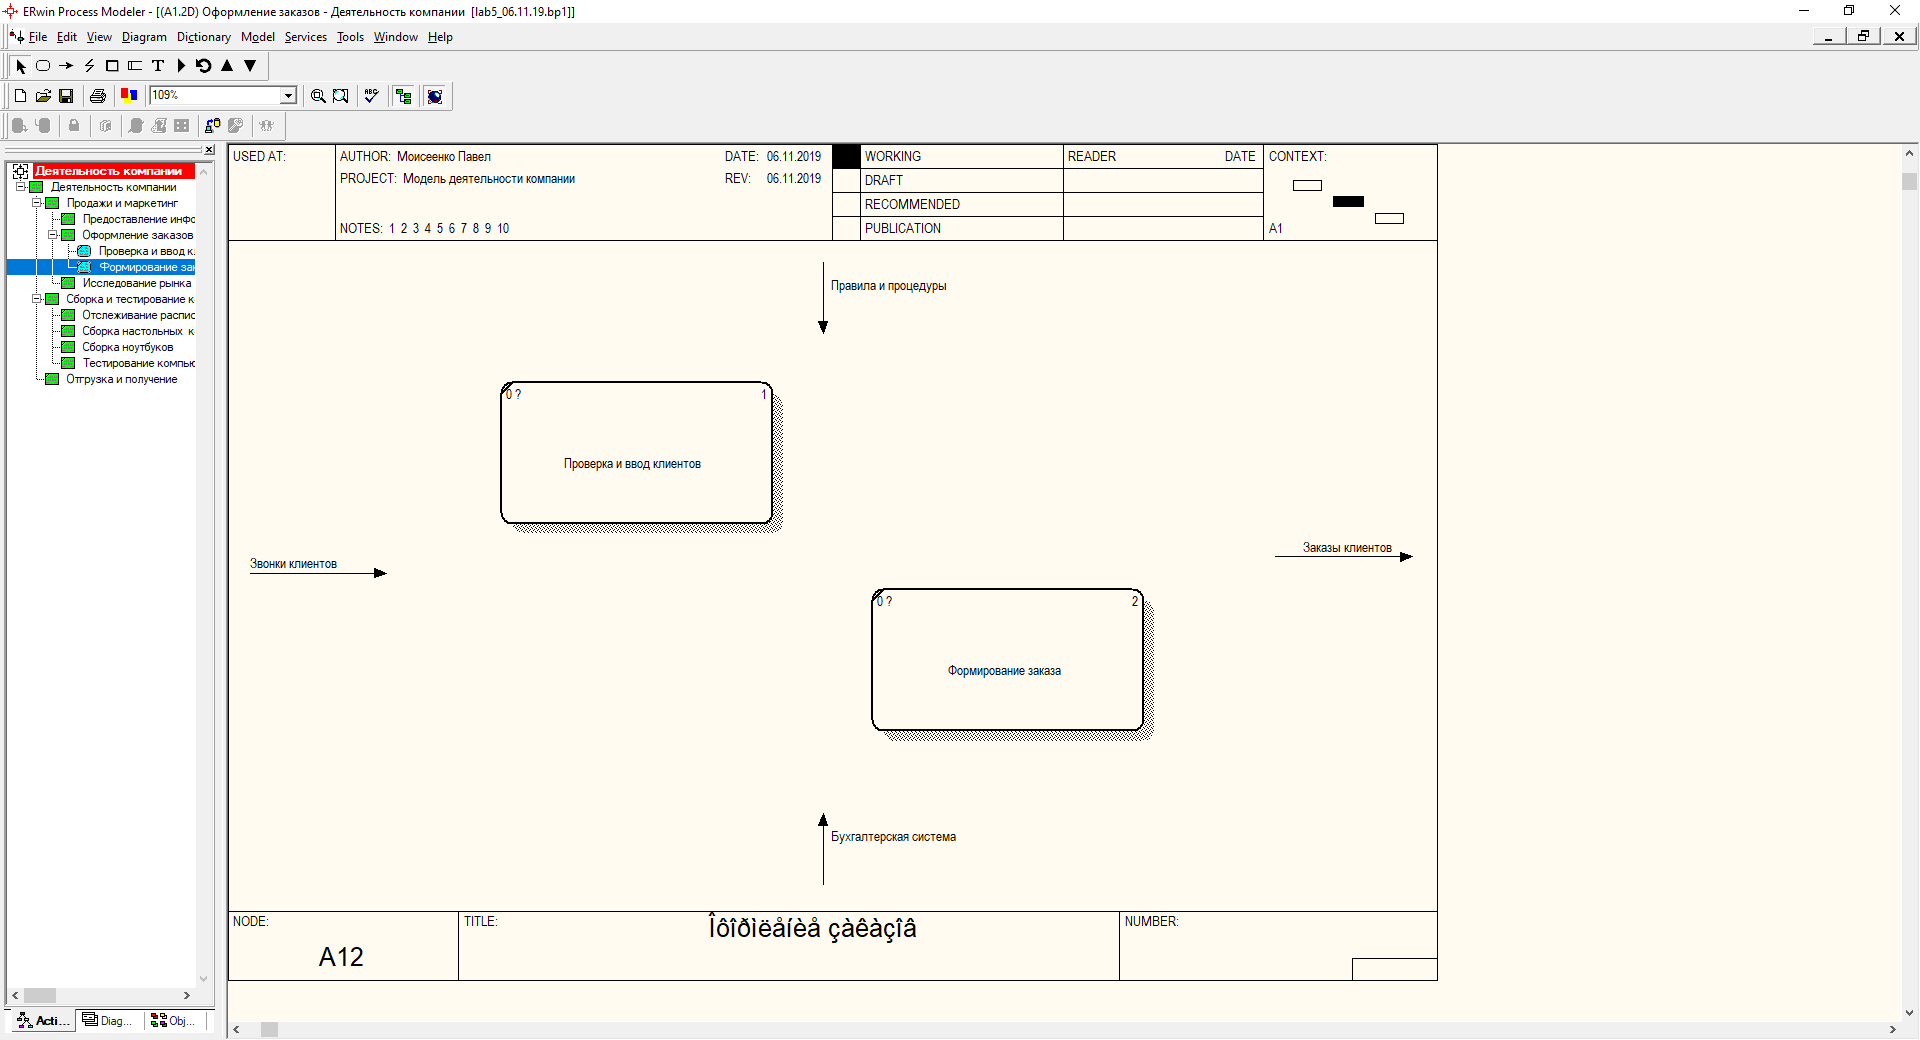 ERwin Process Modeler - [(A1.2D) Оформление заказов - Деятельность компании  [lab5_06.11.19.bp1]]
File Edit View Diagram Dictionary Model Services Tools Window Help
109%
ABC
Деятельность компании
Деятельность компании
Продажи и маркетинг
Предоставление инфо
Оформление заказов
Проверка и ввод к
Формирование зак
Исследование рынка
Сборка и тестирование к
Отслеживание распис
Сборка настольных к
Сборка ноутбуков
Тестирование компью
Отгрузка и получение
Acti... Diag... Obj...
USED AT: AUTHOR: Моисеенко Павел DATE: 06.11.2019 WORKING READER DATE CONTEXT:
PROJECT: Модель деятельности компании REV: 06.11.2019 DRAFT
RECOMMENDED
NOTES: 1 2 3 4 5 6 7 8 9 10 PUBLICATION A1
Правила и процедуры
0 ? 1
Проверка и ввод клиентов
Звонки клиентов
Заказы клиентов
0 ? 2
Формирование заказа
Бухгалтерская система
NODE: TITLE: Îôîðìëåíèå çàêàçîâ NUMBER:
A12